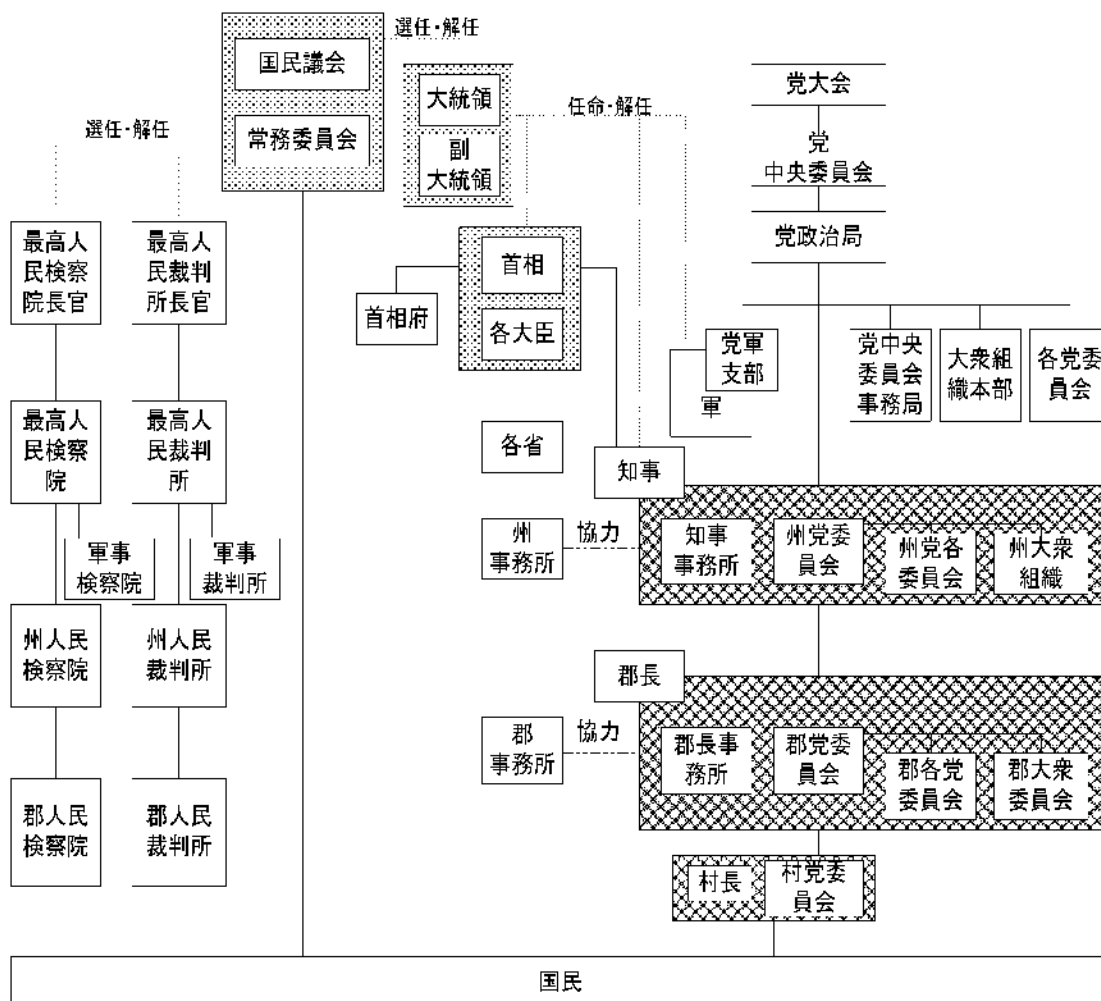 選任・解任
国民議会
常務委員会
大統領
副
大統領
任命・解任
選任・解任
党大会
党
中央委員会
党政治局
最高人
民検察
院長官
最高人
民裁判
所長官
首相府
首相
各大臣
党軍
支部
軍
党中央
委員会
事務局
大衆組
織本部
各党委
員会
最高人
民検察
院
最高人
民裁判
所
各省
知事
軍事
検察院
軍事
裁判所
州
事務所
協力
知事
事務所
州党委
員会
州党各
委員会
州大衆
組織
州人民
検察院
州人民
裁判所
郡長
郡
事務所
協力
郡長事
務所
郡党委
員会
郡各党
委員会
郡大衆
委員会
郡人民
検察院
郡人民
裁判所
村長
村党委
員会
国民